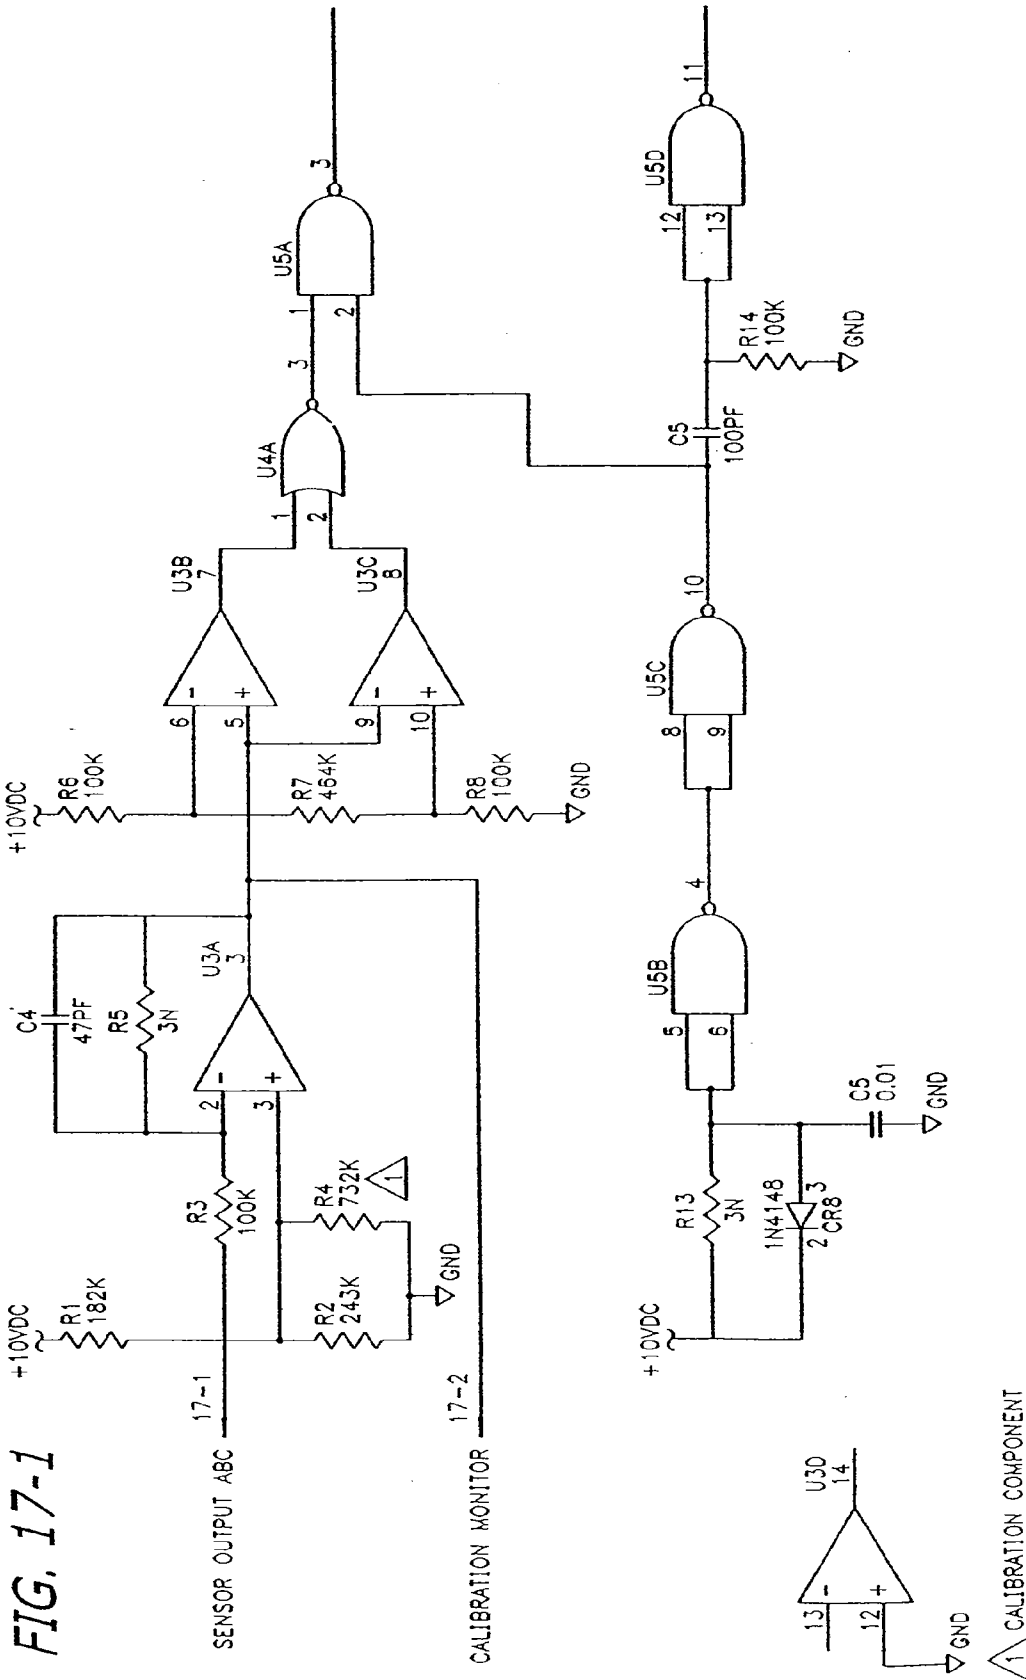 FIG. 17-1
+10VDC
R1
182K
17-1
SENSOR OUTPUT ABC
R3
100K
R2
243K
R4
732K
1
GND
17-2
CALIBRATION MONITOR
C4
47PF
R5
3N
2
-
3
+
U3A
3
+10VDC
R6
100K
R7
464K
R8
100K
GND
6
-
5
+
U3B
7
9
-
10
+
U3C
8
1
2
U4A
3
1
2
U5A
3
+10VDC
R13
3N
1N4148
2
3
CR8
C5
0.01
GND
5
6
U5B
4
8
9
U5C
10
C5
100PF
R14
100K
GND
12
13
U5D
11
13
-
12
+
U3D
14
GND
1 CALIBRATION COMPONENT